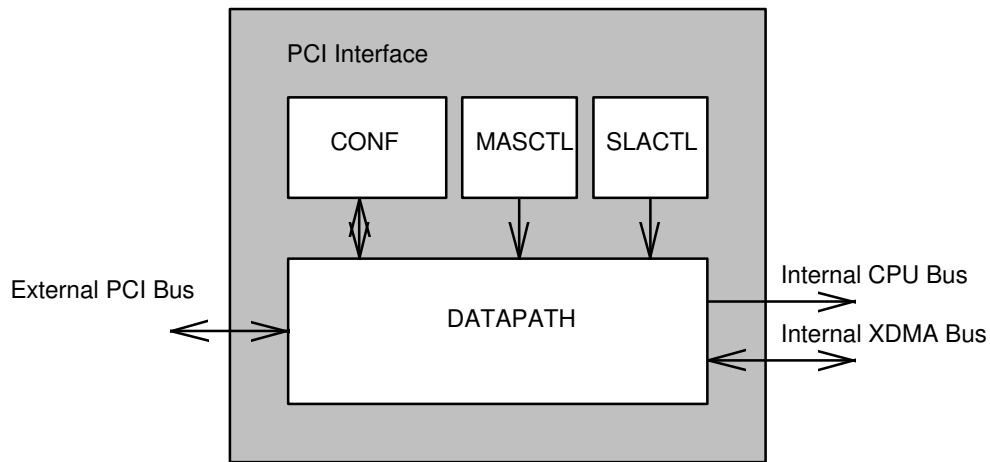 PCI Interface
CONF
MASCTL
SLACTL
External PCI Bus
DATAPATH
Internal CPU Bus
Internal XDMA Bus